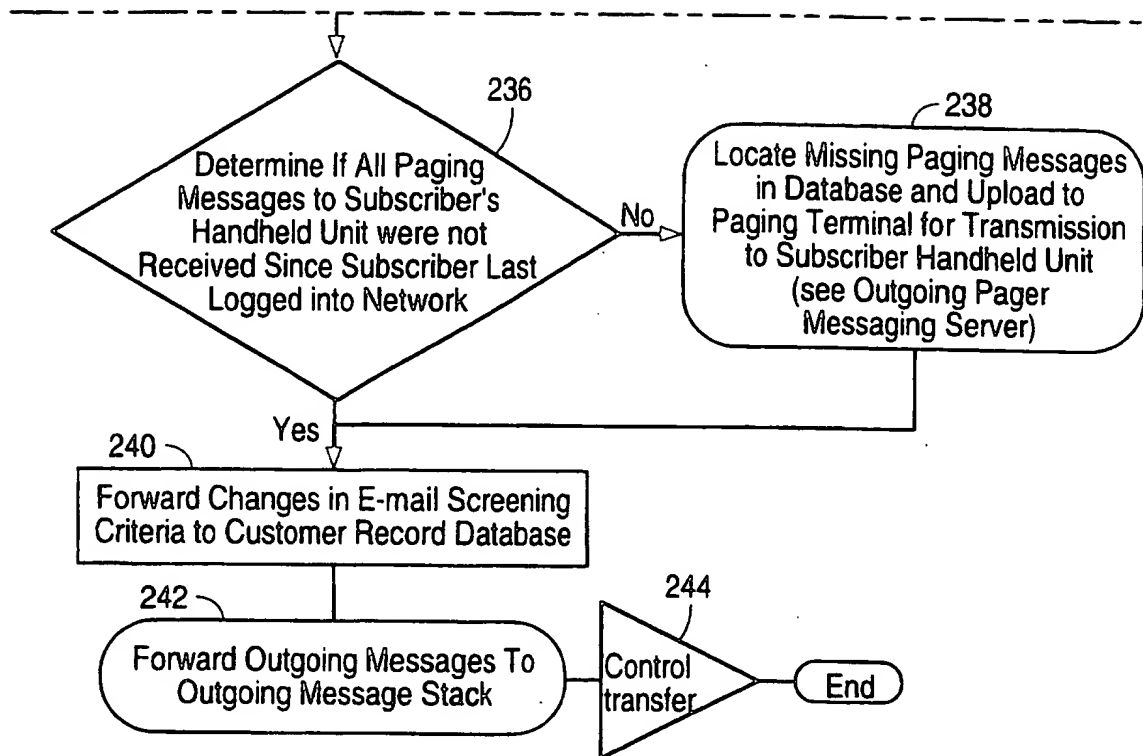 236
Determine If All Paging
Messages to Subscriber's
Handheld Unit were not
Received Since Subscriber Last
Logged into Network
No
238
Locate Missing Paging Messages
in Database and Upload to
Paging Terminal for Transmission
to Subscriber Handheld Unit
(see Outgoing Pager
Messaging Server)
Yes
240
Forward Changes in E-mail Screening
Criteria to Customer Record Database
242
Forward Outgoing Messages To
Outgoing Message Stack
244
Control
transfer
End